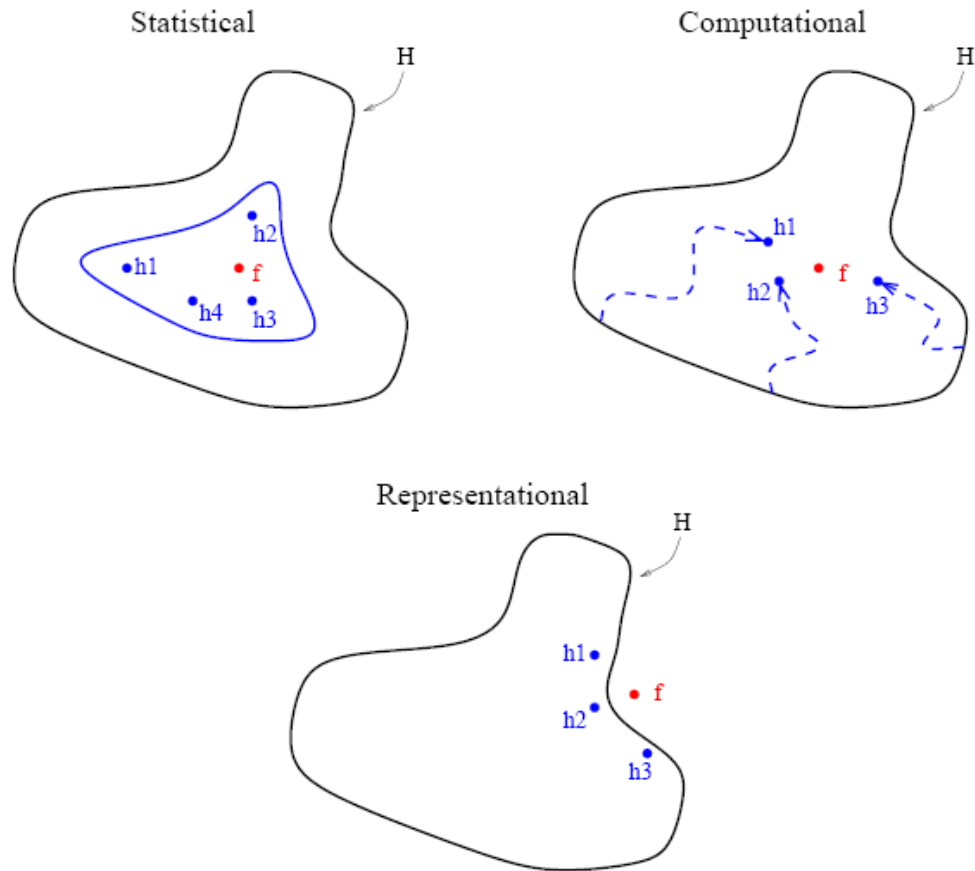 Statistical
H
h2
h1
f
h4
h3
Computational
H
h1
f
h2
h3
Representational
H
h1
f
h2
h3